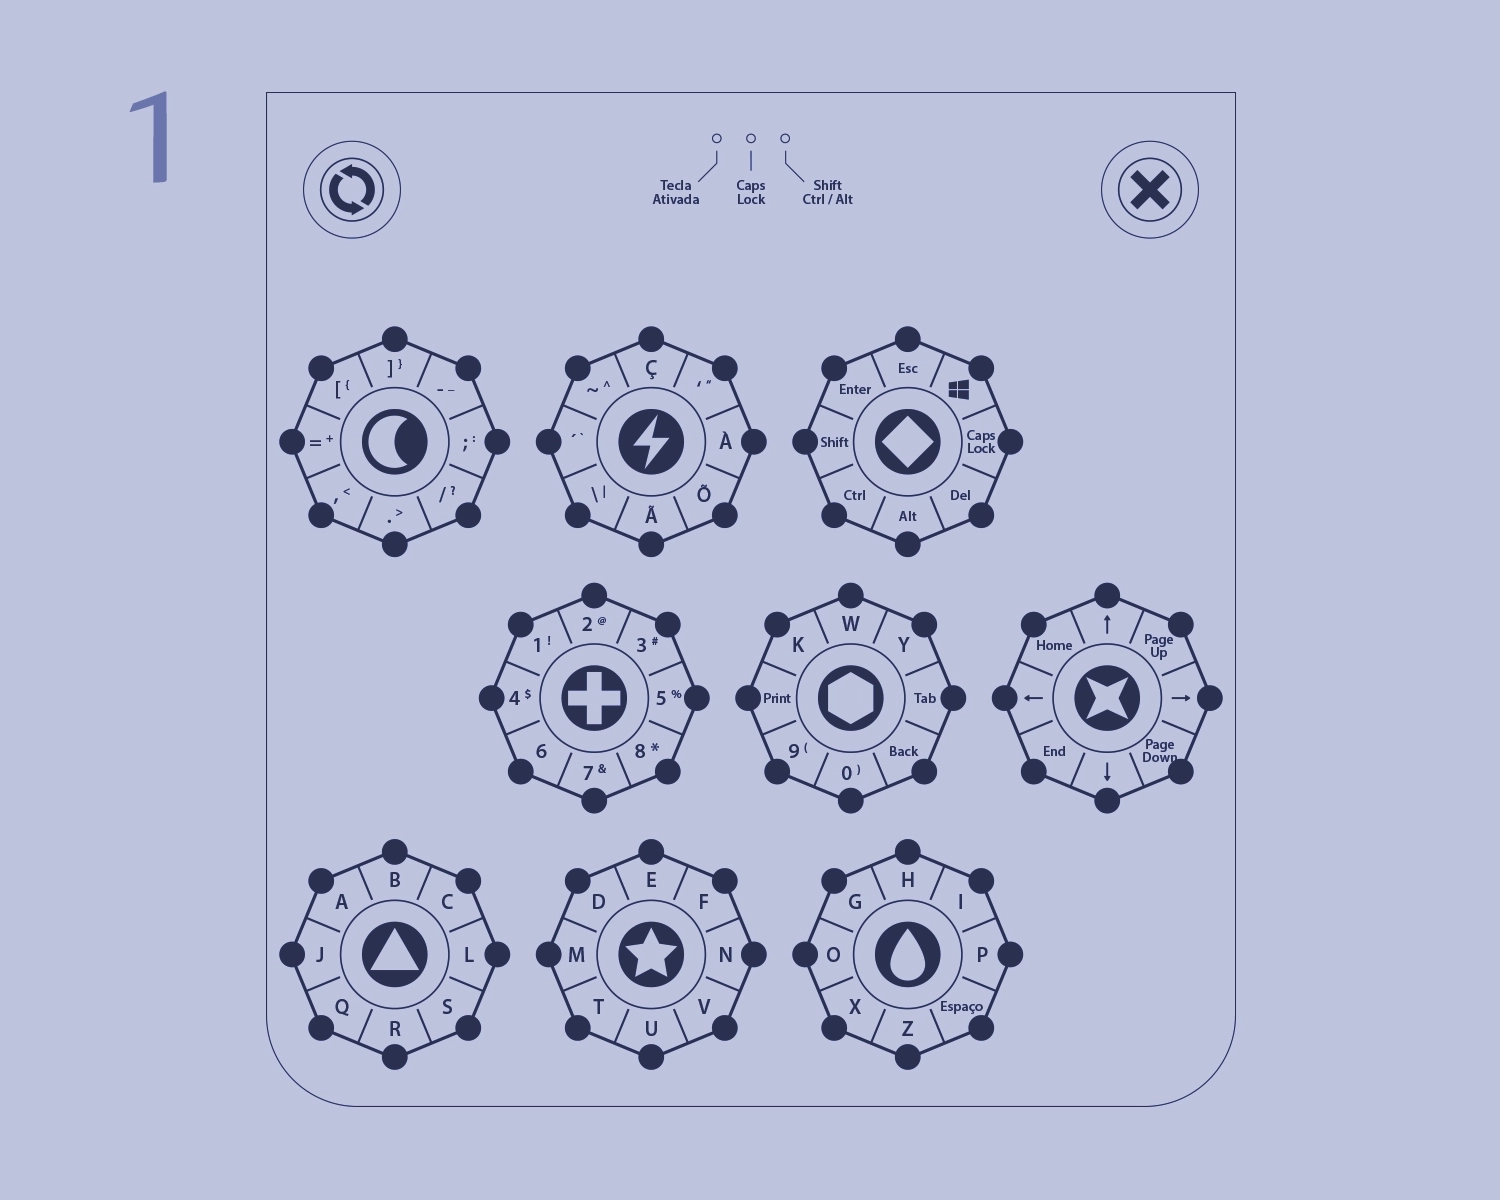 1
Tecla Ativada
Caps Lock
Shift Ctrl / Alt
] }
[ { - _
= + ; :
, < / ?
. >
Ç
~ ^ ‘ “
´ ` À
\ | Õ
Ã
Esc
Enter
Shift Caps Lock
Ctrl Del
Alt
2 @
1 ! 3 #
4 $ 5 %
6 8 *
7 &
W
K Y
Print Tab
9 ( Back
0 )
↑
Home Page Up
← →
End Page Down
↓
B
A C
J L
Q S
R
E
D F
M N
T V
U
H
G I
O P
X Espaço
Z